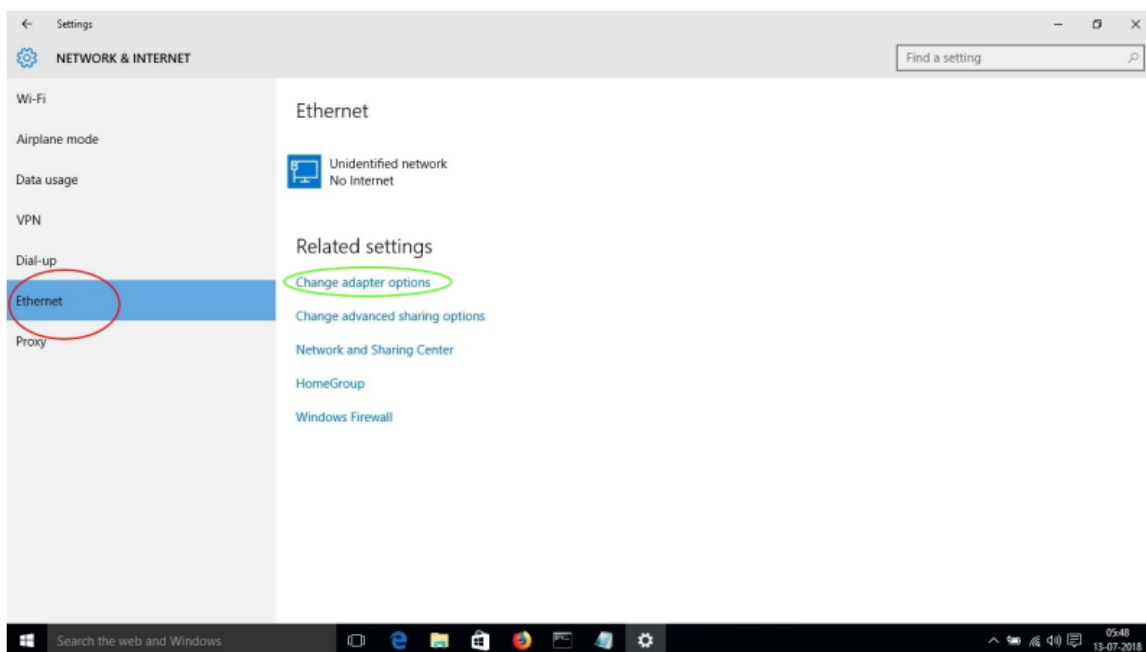 Settings
NETWORK & INTERNET
Find a setting
Wi-Fi
Airplane mode
Data usage
VPN
Dial-up
Ethernet
Proxy
Ethernet
Unidentified network
No Internet
Related settings
Change adapter options
Change advanced sharing options
Network and Sharing Center
HomeGroup
Windows Firewall
Search the web and Windows
05:48
13-07-2018